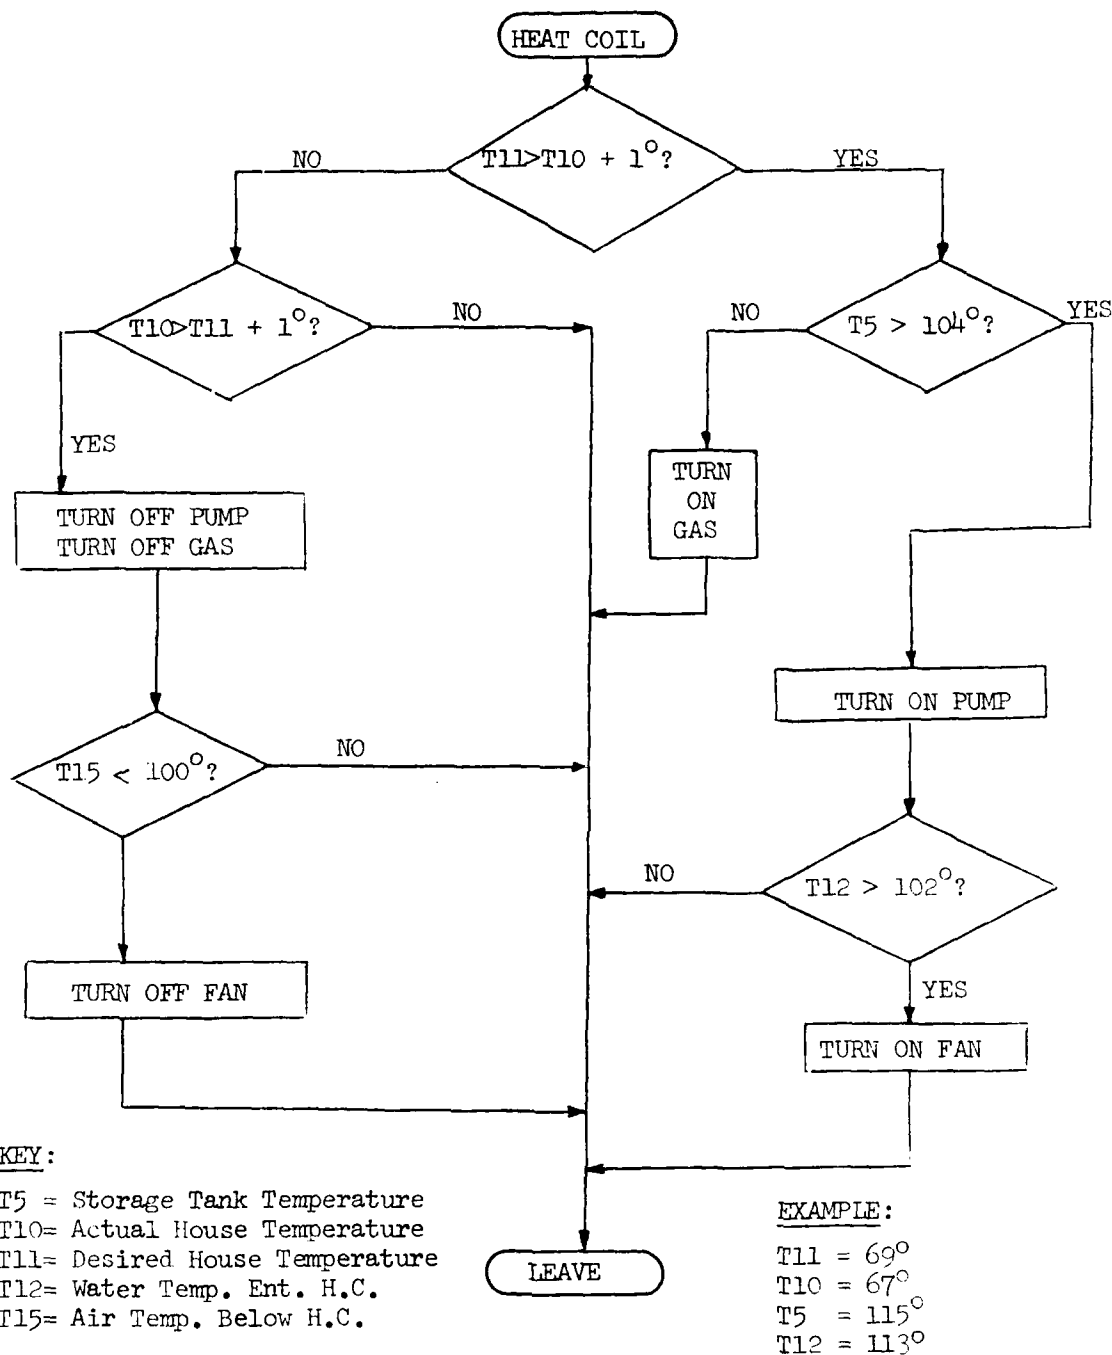 HEAT COIL
T11>T10 + 1°?
NO
YES
T10>T11 + 1°?
NO
T5 > 104°?
NO
YES
YES
TURN
ON
GAS
TURN OFF PUMP
TURN OFF GAS
TURN ON PUMP
T15 < 100°?
NO
T12 > 102°?
NO
YES
TURN OFF FAN
TURN ON FAN
KEY:
T5 = Storage Tank Temperature
T10= Actual House Temperature
T11= Desired House Temperature
T12= Water Temp. Ent. H.C.
T15= Air Temp. Below H.C.
LEAVE
EXAMPLE:
T11 = 69°
T10 = 67°
T5 = 115°
T12 = 113°